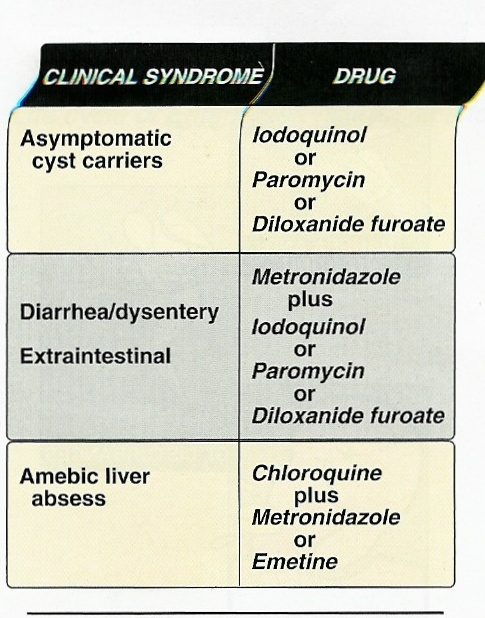 CLINICAL SYNDROME DRUG
Asymptomatic
cyst carriers
Iodoquinol
or
Paromycin
or
Diloxanide furoate
Diarrhea/dysentery
Extraintestinal
Metronidazole
plus
Iodoquinol
or
Paromycin
or
Diloxanide furoate
Amebic liver
absess
Chloroquine
plus
Metronidazole
or
Emetine